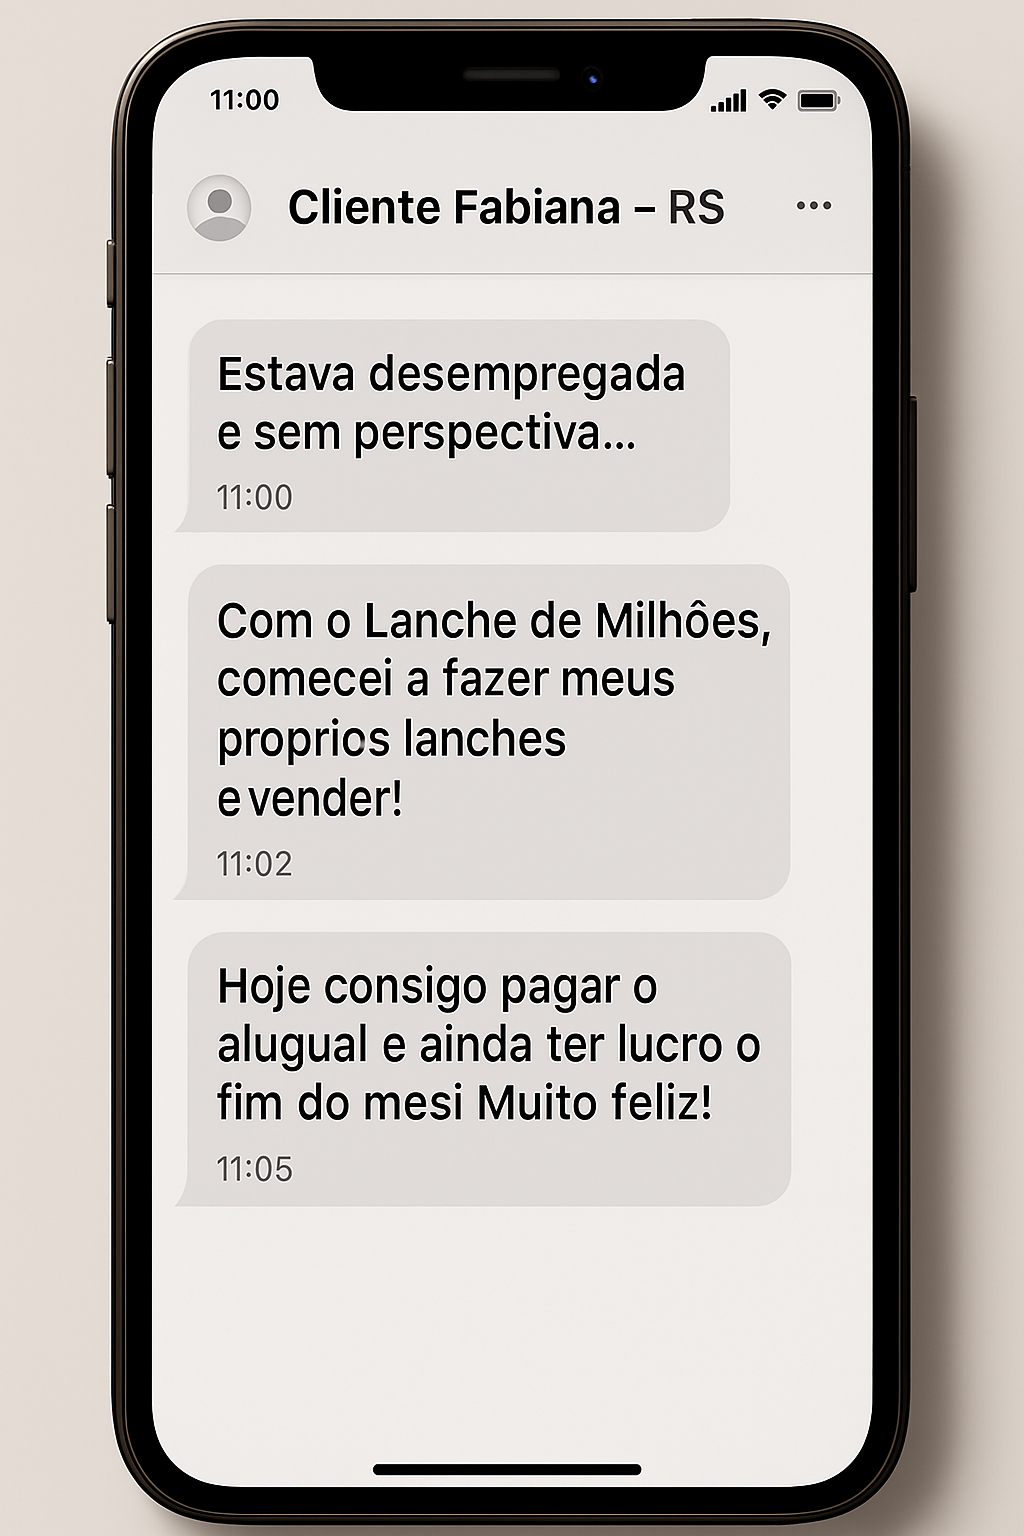 11:00
Cliente Fabiana – RS
Estava desempregada
e sem perspectiva...
11:00
Com o Lanche de Milhôes,
comecei a fazer meus
proprios lanches
e vender!
11:02
Hoje consigo pagar o
alugual e ainda ter lucro o
fim do mesi Muito feliz!
11:05